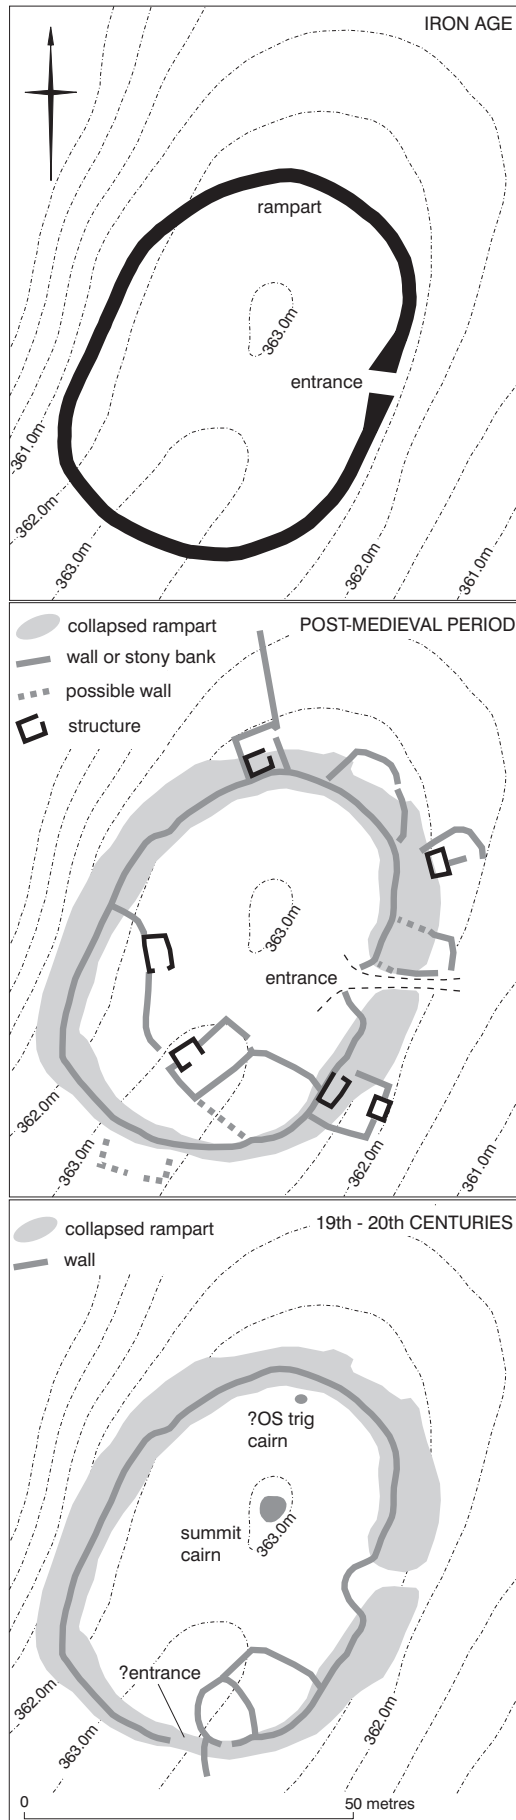 IRON AGE
rampart
363.0m
entrance
361.0m
362.0m
363.0m
362.0m
361.0m
POST-MEDIEVAL PERIOD
collapsed rampart
wall or stony bank
possible wall
structure
363.0m
entrance
362.0m
363.0m
362.0m
361.0m
19th - 20th CENTURIES
collapsed rampart
wall
?OS trig
cairn
summit
cairn
363.0m
?entrance
362.0m
363.0m
362.0m
0
50 metres